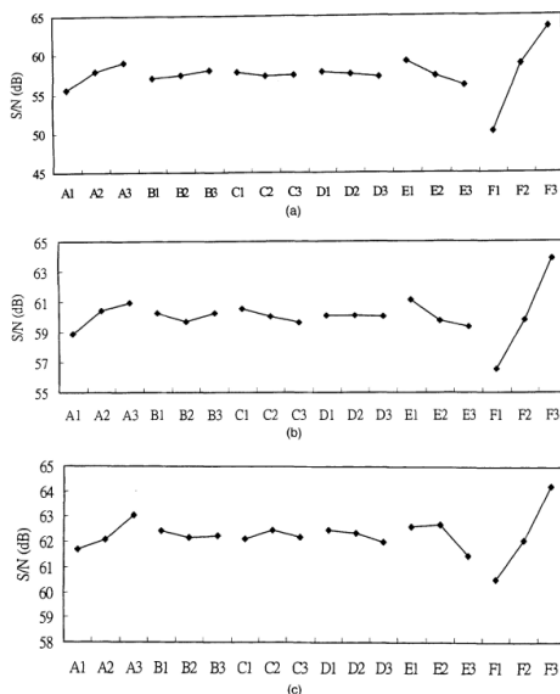 65
60
55
50
45
S/N (dB)
A1 A2 A3 B1 B2 B3 C1 C2 C3 D1 D2 D3 E1 E2 E3 F1 F2 F3
(a)
65
63
61
59
57
55
S/N (dB)
A1 A2 A3 B1 B2 B3 C1 C2 C3 D1 D2 D3 E1 E2 E3 F1 F2 F3
(b)
65
64
63
62
61
60
59
58
S/N (dB)
A1 A2 A3 B1 B2 B3 C1 C2 C3 D1 D2 D3 E1 E2 E3 F1 F2 F3
(c)